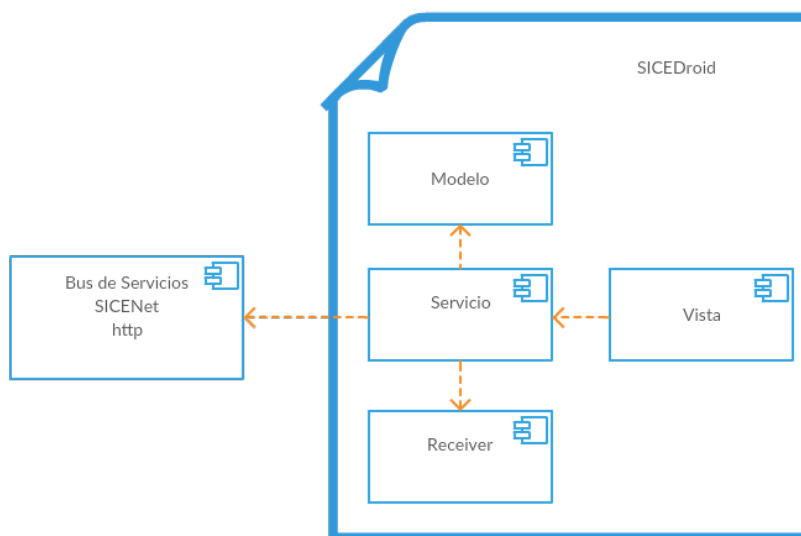 SICEDroid
Modelo
Bus de Servicios
SICENet
http
Servicio
Vista
Receiver